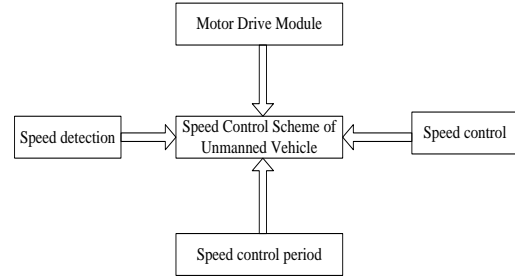 Motor Drive Module
Speed detection
Speed Control Scheme of
Unmanned Vehicle
Speed control
Speed control period